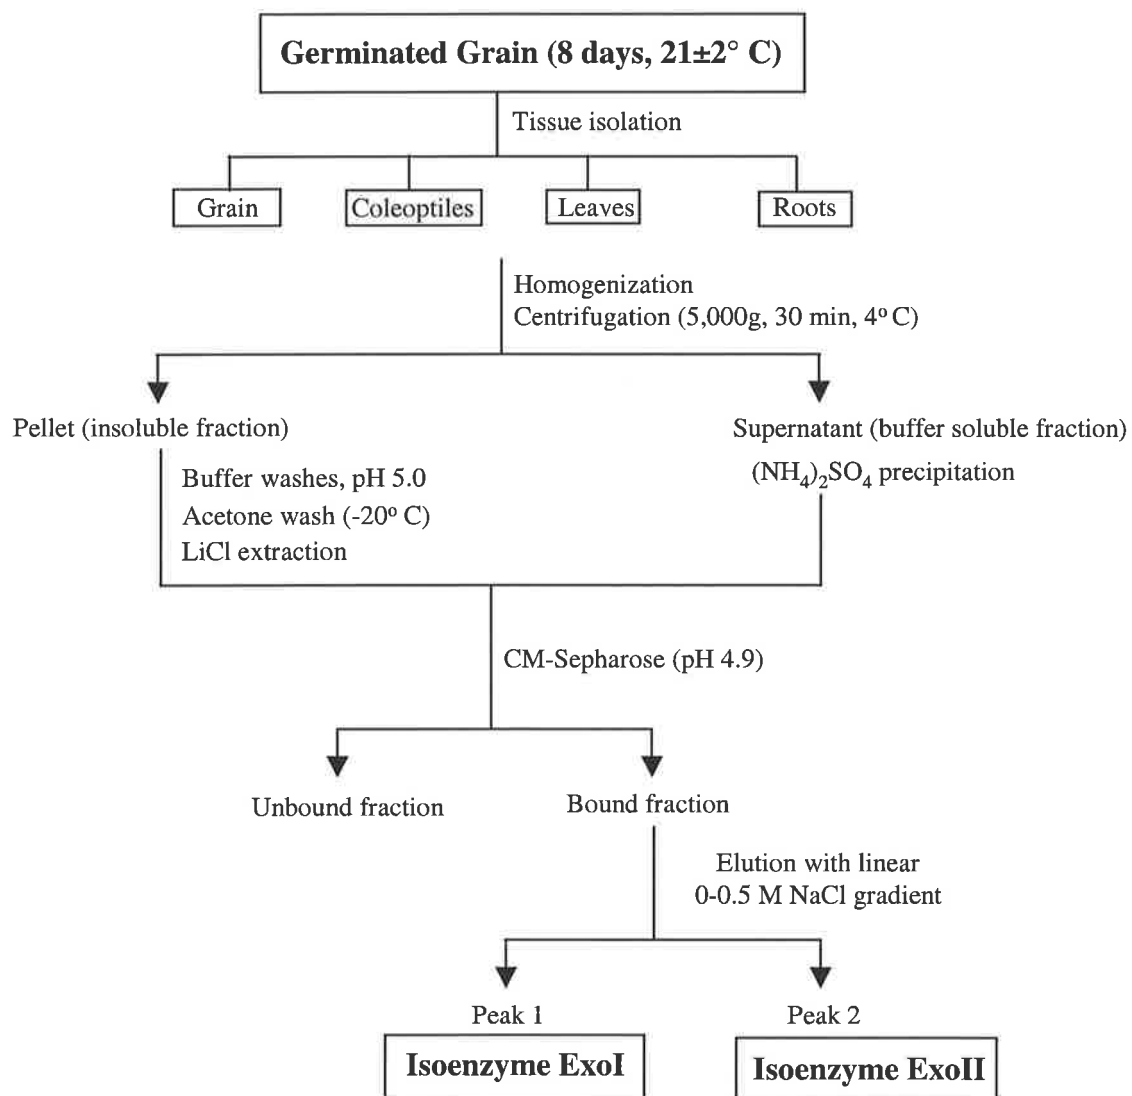 Germinated Grain (8 days, 21±2° C)
Tissue isolation
Grain
Coleoptiles
Leaves
Roots
Homogenization
Centrifugation (5,000g, 30 min, 4º C)
Pellet (insoluble fraction)
Supernatant (buffer soluble fraction)
Buffer washes, pH 5.0
(NH4)2SO4 precipitation
Acetone wash (-20º C)
LiCl extraction
CM-Sepharose (pH 4.9)
Unbound fraction
Bound fraction
Elution with linear
0-0.5 M NaCl gradient
Peak 1
Peak 2
Isoenzyme ExoI
Isoenzyme ExoII